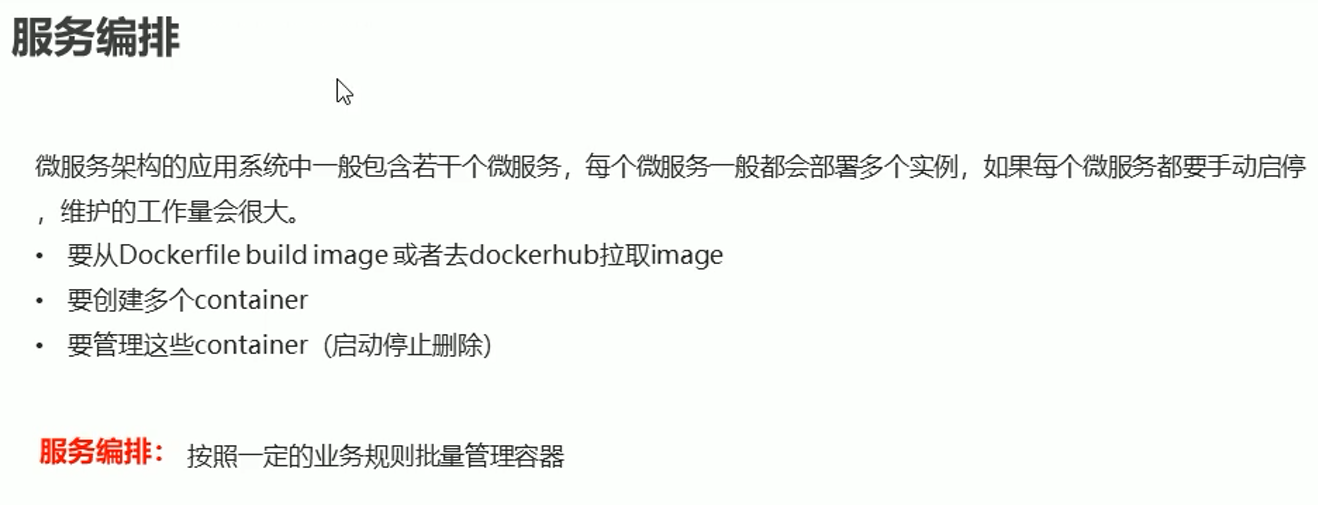 服务编排
微服务架构的应用系统中一般包含若干个微服务，每个微服务一般都会部署多个实例，如果每个微服务都要手动启停
，维护的工作量会很大。
• 要从Dockerfile build image 或者去dockerhub拉取image
• 要创建多个container
• 要管理这些container（启动停止删除）
服务编排： 按照一定的业务规则批量管理容器